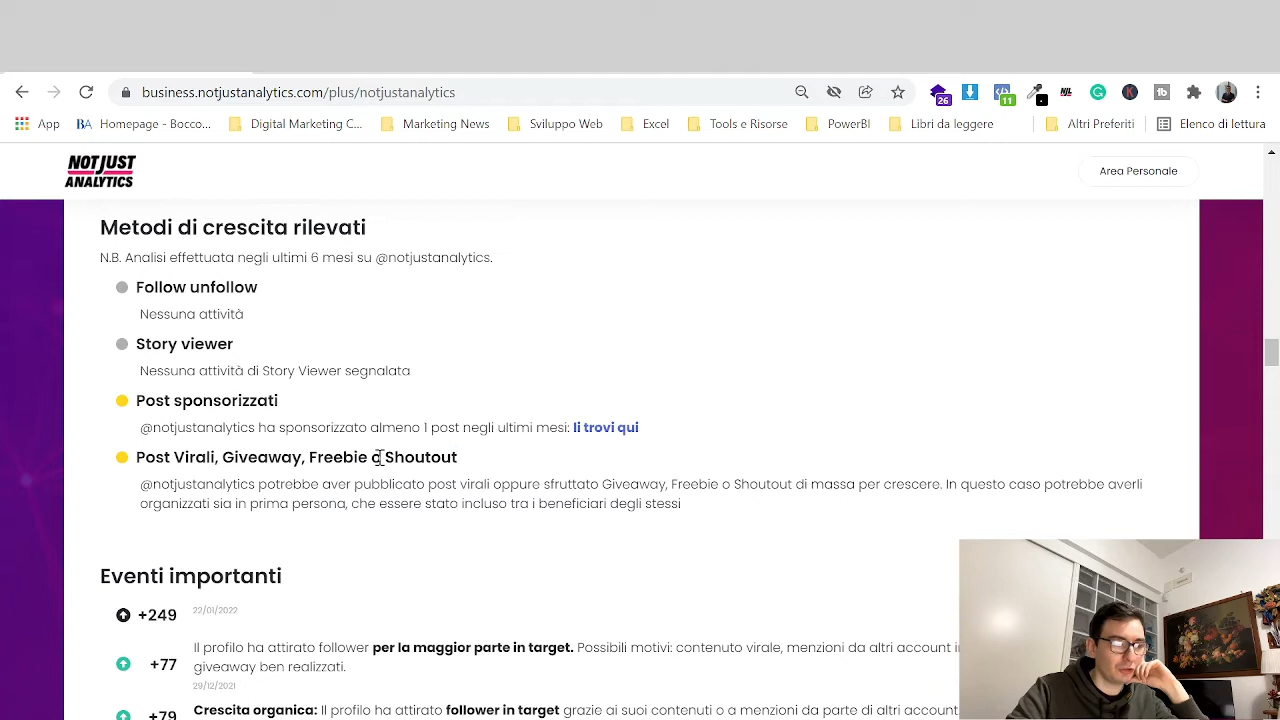 business.notjustanalytics.com/plus/notjustanalytics
26
11
NJL
K
tb
App
BA Homepage - Bocco...
Digital Marketing C...
Marketing News
Sviluppo Web
Excel
Tools e Risorse
PowerBI
Libri da leggere
Altri Preferiti
Elenco di lettura
NOT JUST
ANALYTICS
Area Personale
Metodi di crescita rilevati
N.B. Analisi effettuata negli ultimi 6 mesi su @notjustanalytics.
Follow unfollow
Nessuna attività
Story viewer
Nessuna attività di Story Viewer segnalata
Post sponsorizzati
@notjustanalytics ha sponsorizzato almeno 1 post negli ultimi mesi: li trovi qui
Post Virali, Giveaway, Freebie o Shoutout
@notjustanalytics potrebbe aver pubblicato post virali oppure sfruttato Giveaway, Freebie o Shoutout di massa per crescere. In questo caso potrebbe averli
organizzati sia in prima persona, che essere stato incluso tra i beneficiari degli stessi
Eventi importanti
+249 22/01/2022
Il profilo ha attirato follower per la maggior parte in target. Possibili motivi: contenuto virale, menzioni da altri account
+77 giveaway ben realizzati.
29/12/2021
+79 Crescita organica: Il profilo ha attirato follower in target grazie ai suoi contenuti o a menzioni da parte di altri account